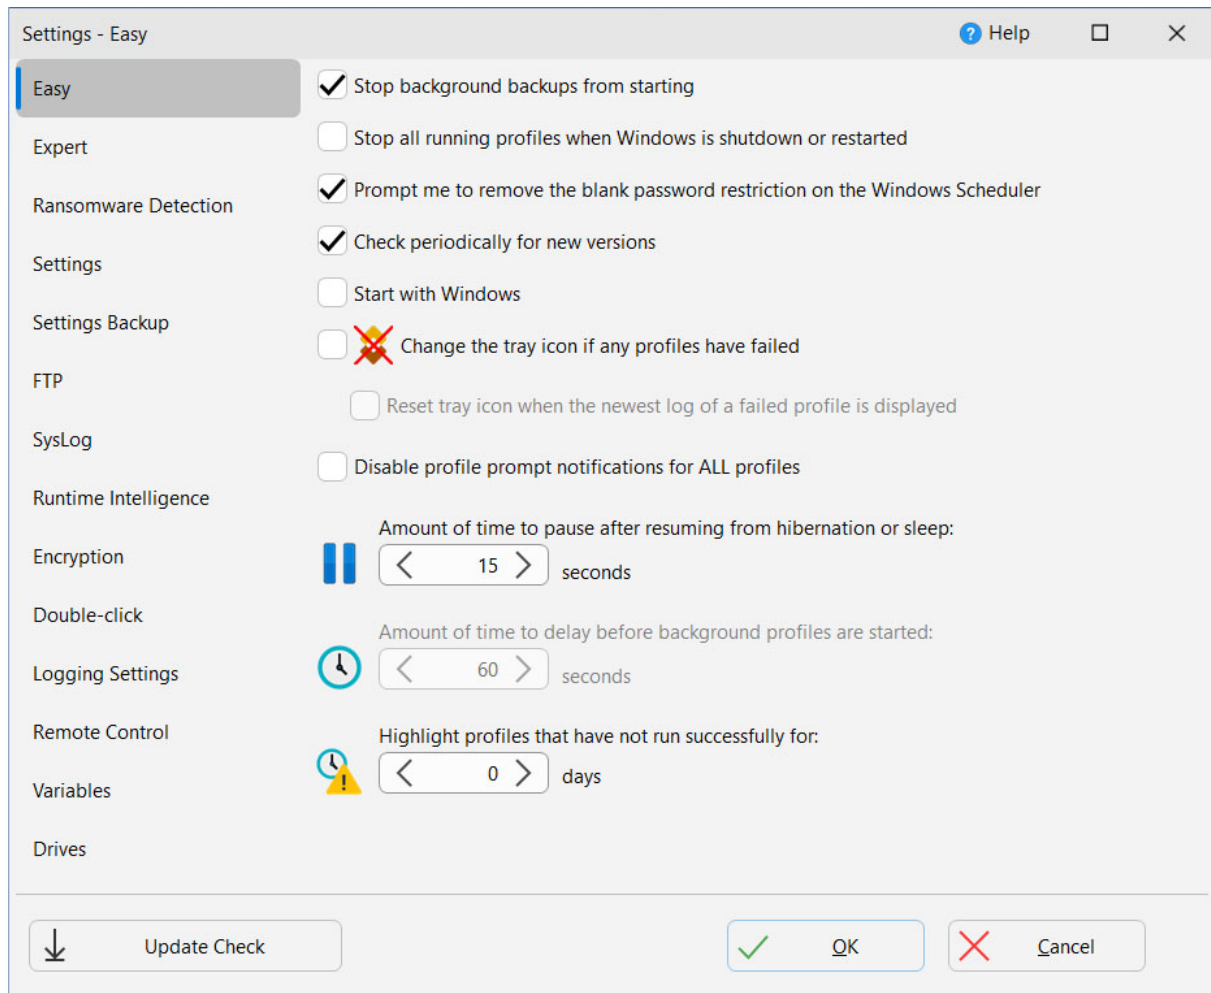 Settings - Easy
Help
Easy
Expert
Ransomware Detection
Settings
Settings Backup
FTP
SysLog
Runtime Intelligence
Encryption
Double-click
Logging Settings
Remote Control
Variables
Drives
Stop background backups from starting
Stop all running profiles when Windows is shutdown or restarted
Prompt me to remove the blank password restriction on the Windows Scheduler
Check periodically for new versions
Start with Windows
Change the tray icon if any profiles have failed
Reset tray icon when the newest log of a failed profile is displayed
Disable profile prompt notifications for ALL profiles
Amount of time to pause after resuming from hibernation or sleep:
15 seconds
Amount of time to delay before background profiles are started:
60 seconds
Highlight profiles that have not run successfully for:
0 days
Update Check
OK
Cancel